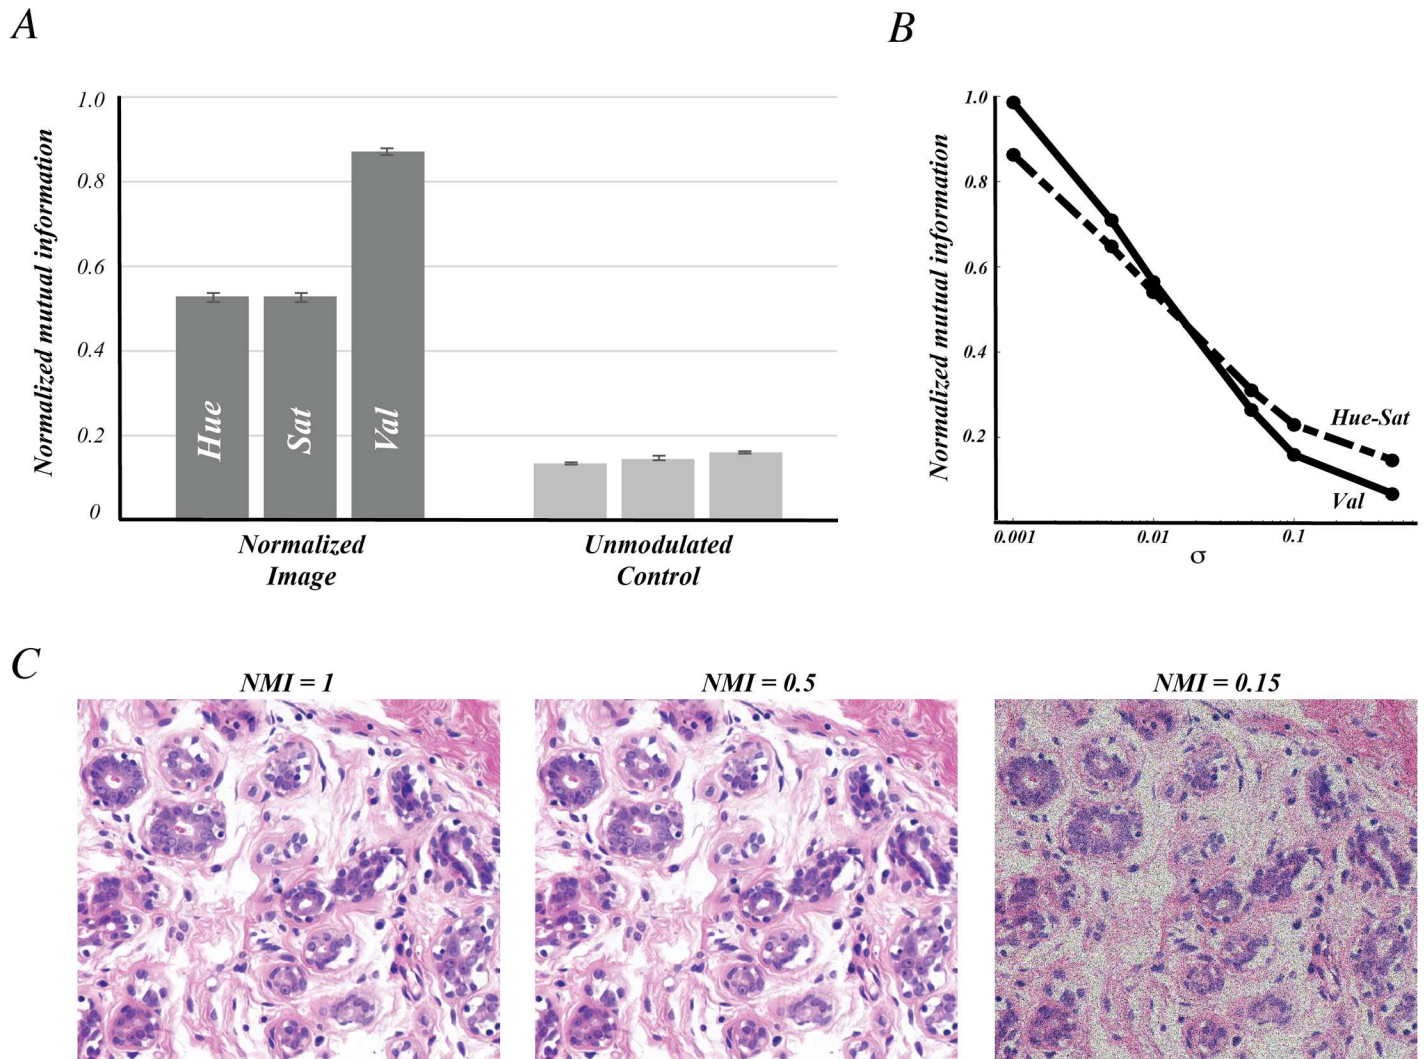 A
Normalized mutual information
1.0
0.8
0.6
0.4
0.2
0
Hue
Sat
Val
Normalized
Image
Unmodulated
Control
B
Normalized mutual information
1.0
0.8
0.6
0.4
0.2
Hue-Sat
Val
0.001
0.01
0.1
σ
C
NMI = 1
NMI = 0.5
NMI = 0.15